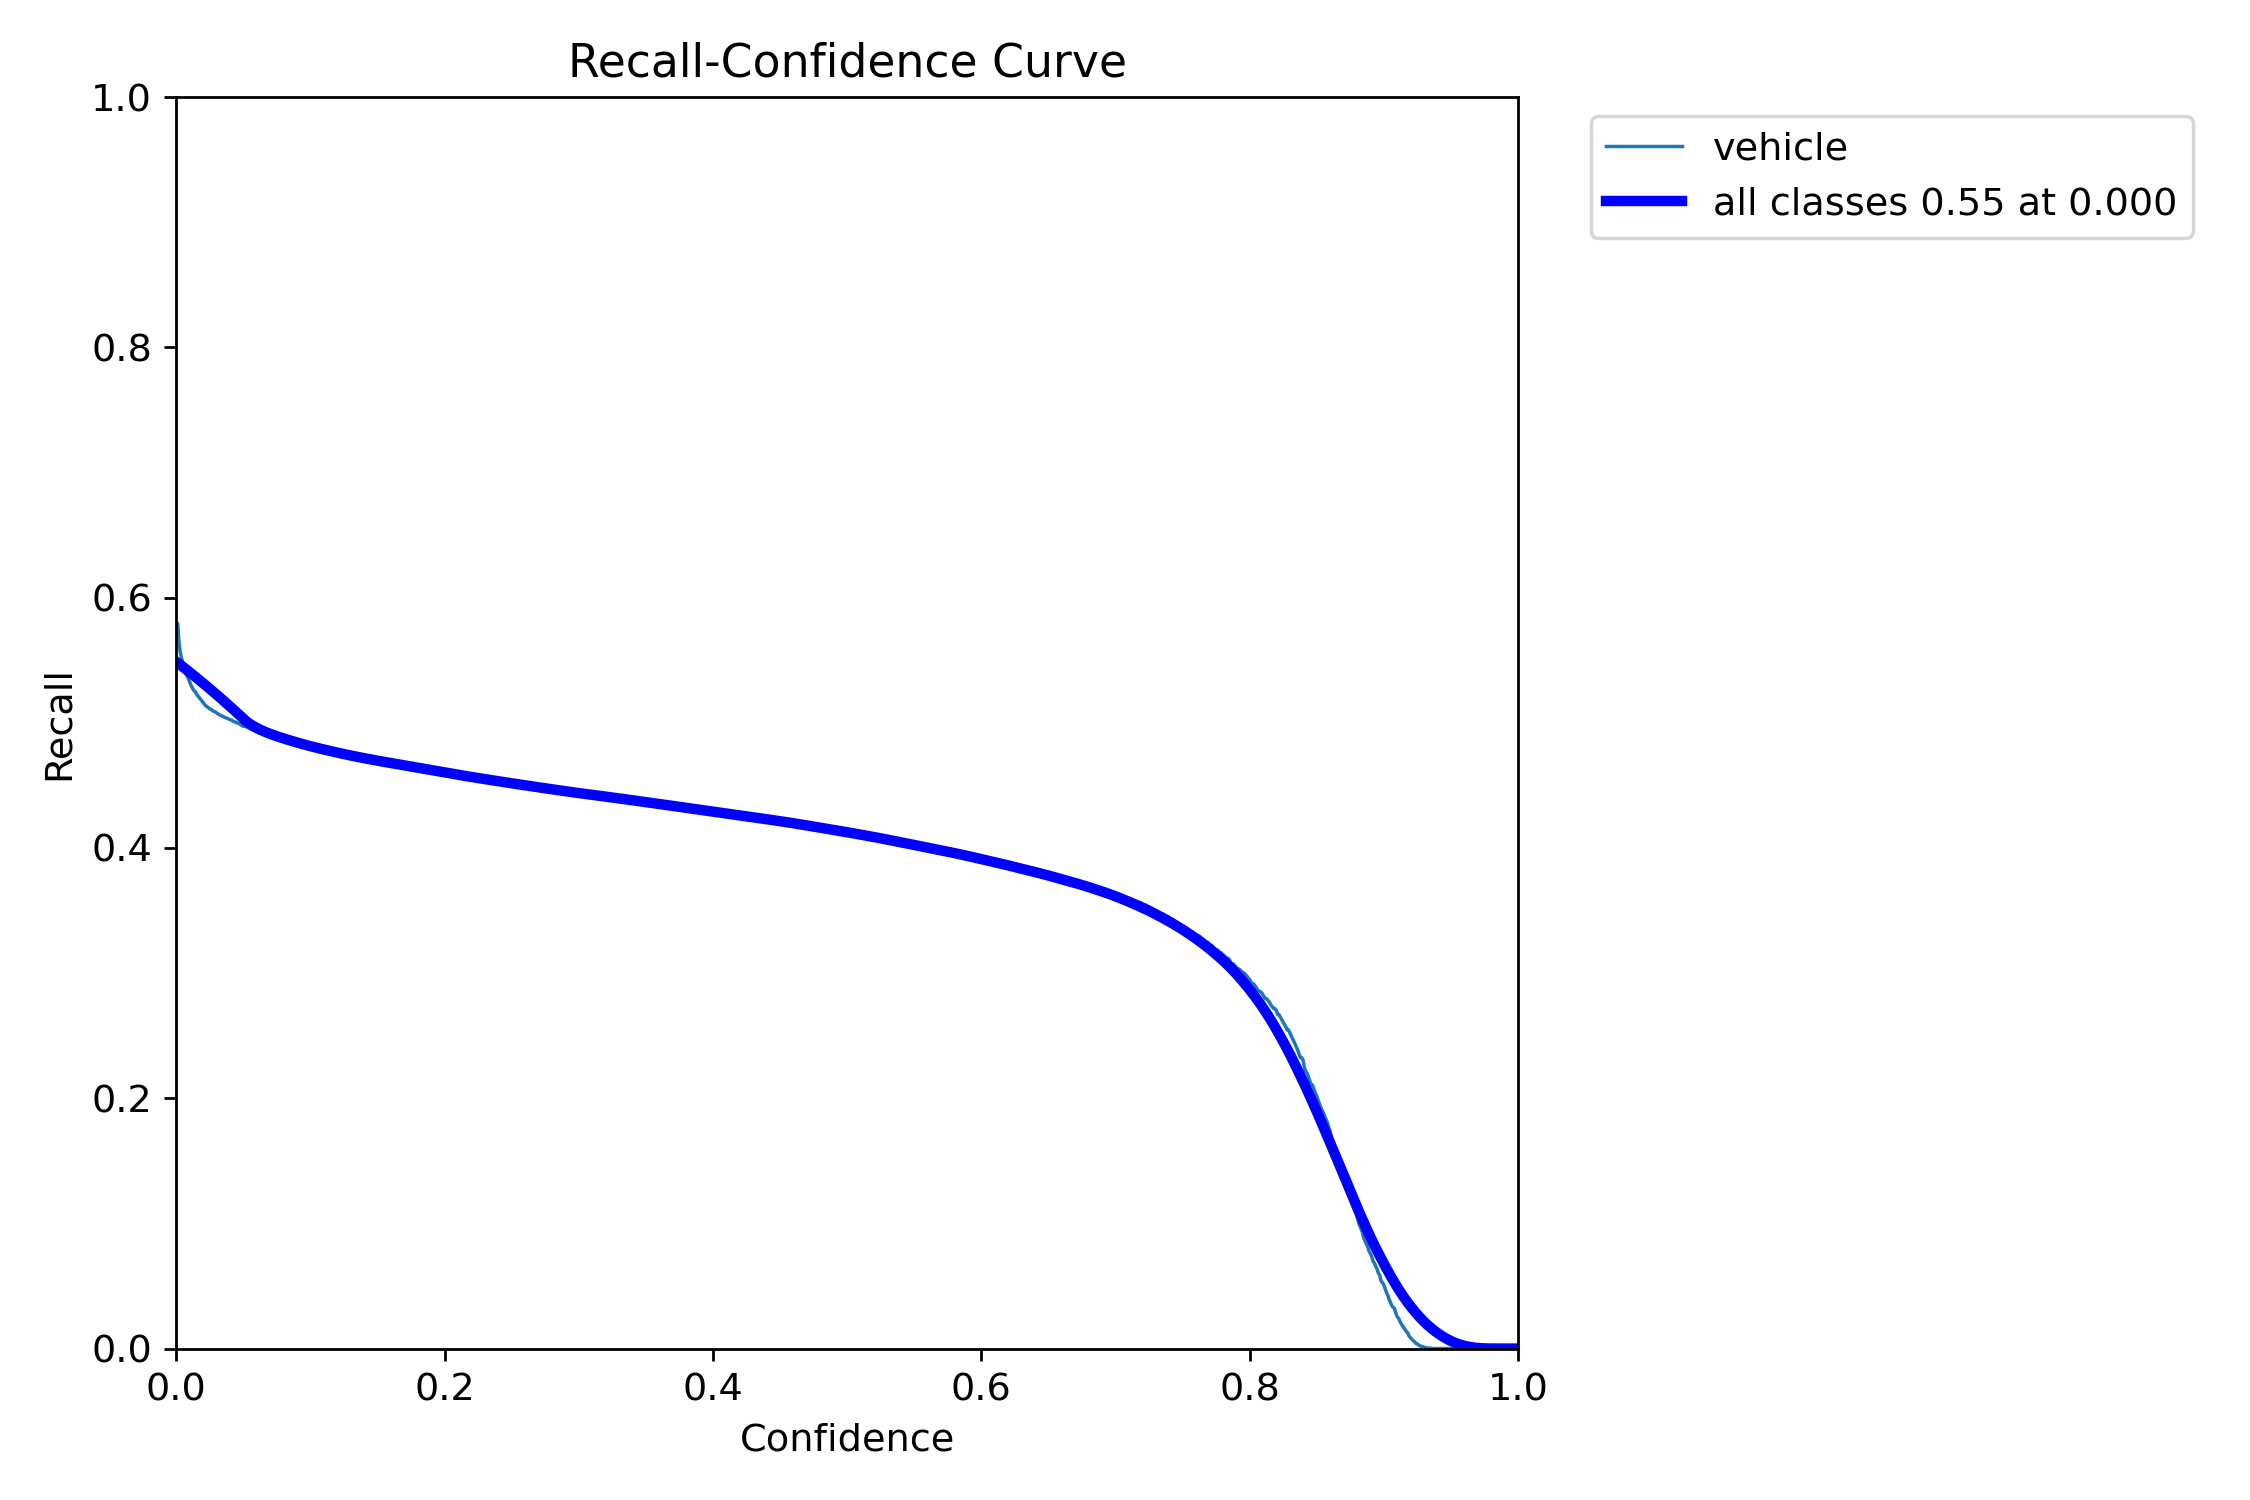 Recall-Confidence Curve
1.0
0.8
0.6
0.4
0.2
0.0
Recall
0.0 0.2 0.4 0.6 0.8 1.0
Confidence
vehicle
all classes 0.55 at 0.000